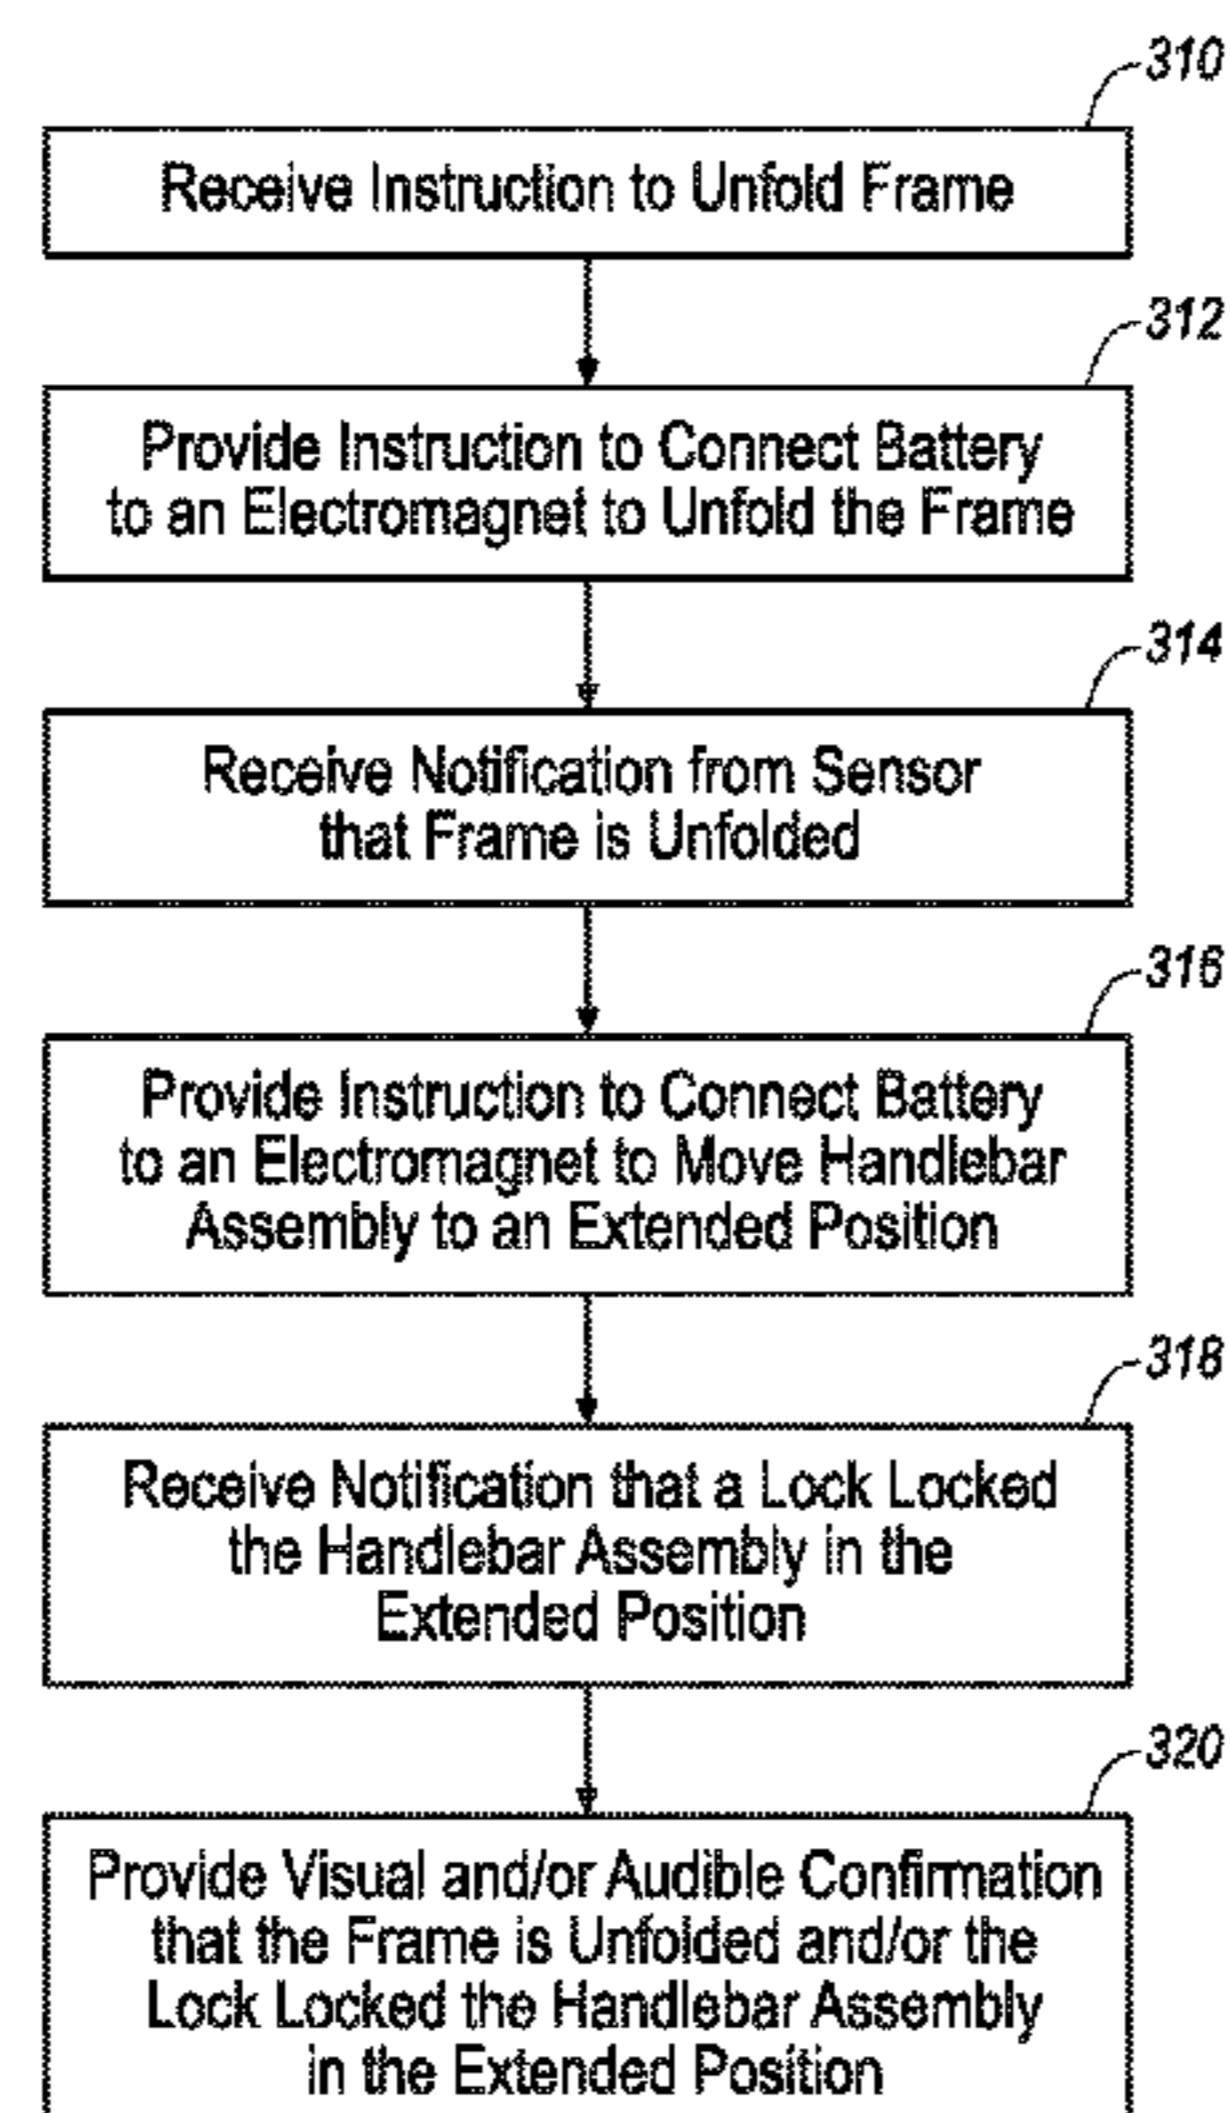 310
Receive Instruction to Unfold Frame
312
Provide Instruction to Connect Battery
to an Electromagnet to Unfold the Frame
314
Receive Notification from Sensor
that Frame is Unfolded
316
Provide Instruction to Connect Battery
to an Electromagnet to Move Handlebar
Assembly to an Extended Position
318
Receive Notification that a Lock Locked
the Handlebar Assembly in the
Extended Position
320
Provide Visual and/or Audible Confirmation
that the Frame is Unfolded and/or the
Lock Locked the Handlebar Assembly
in the Extended Position